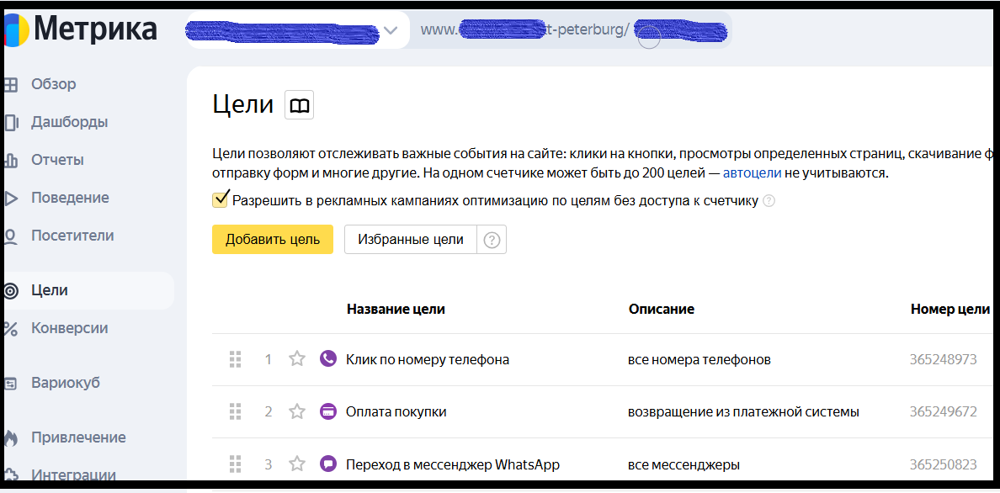 Метрика
www. t-peterburg/
Обзор
Дашборды
Отчеты
Поведение
Посетители
Цели
Конверсии
Вариокуб
Привлечение
Интеграции
Цели
Цели позволяют отслеживать важные события на сайте: клики на кнопки, просмотры определенных страниц, скачивание ф
отправку форм и многие другие. На одном счетчике может быть до 200 целей — автоцели не учитываются.
Разрешить в рекламных кампаниях оптимизацию по целям без доступа к счетчику ?
Добавить цель Избранные цели ?
Название цели Описание Номер цели
1 Клик по номеру телефона все номера телефонов 365248973
2 Оплата покупки возвращение из платежной системы 365249672
3 Переход в мессенджер WhatsApp все мессенджеры 365250823